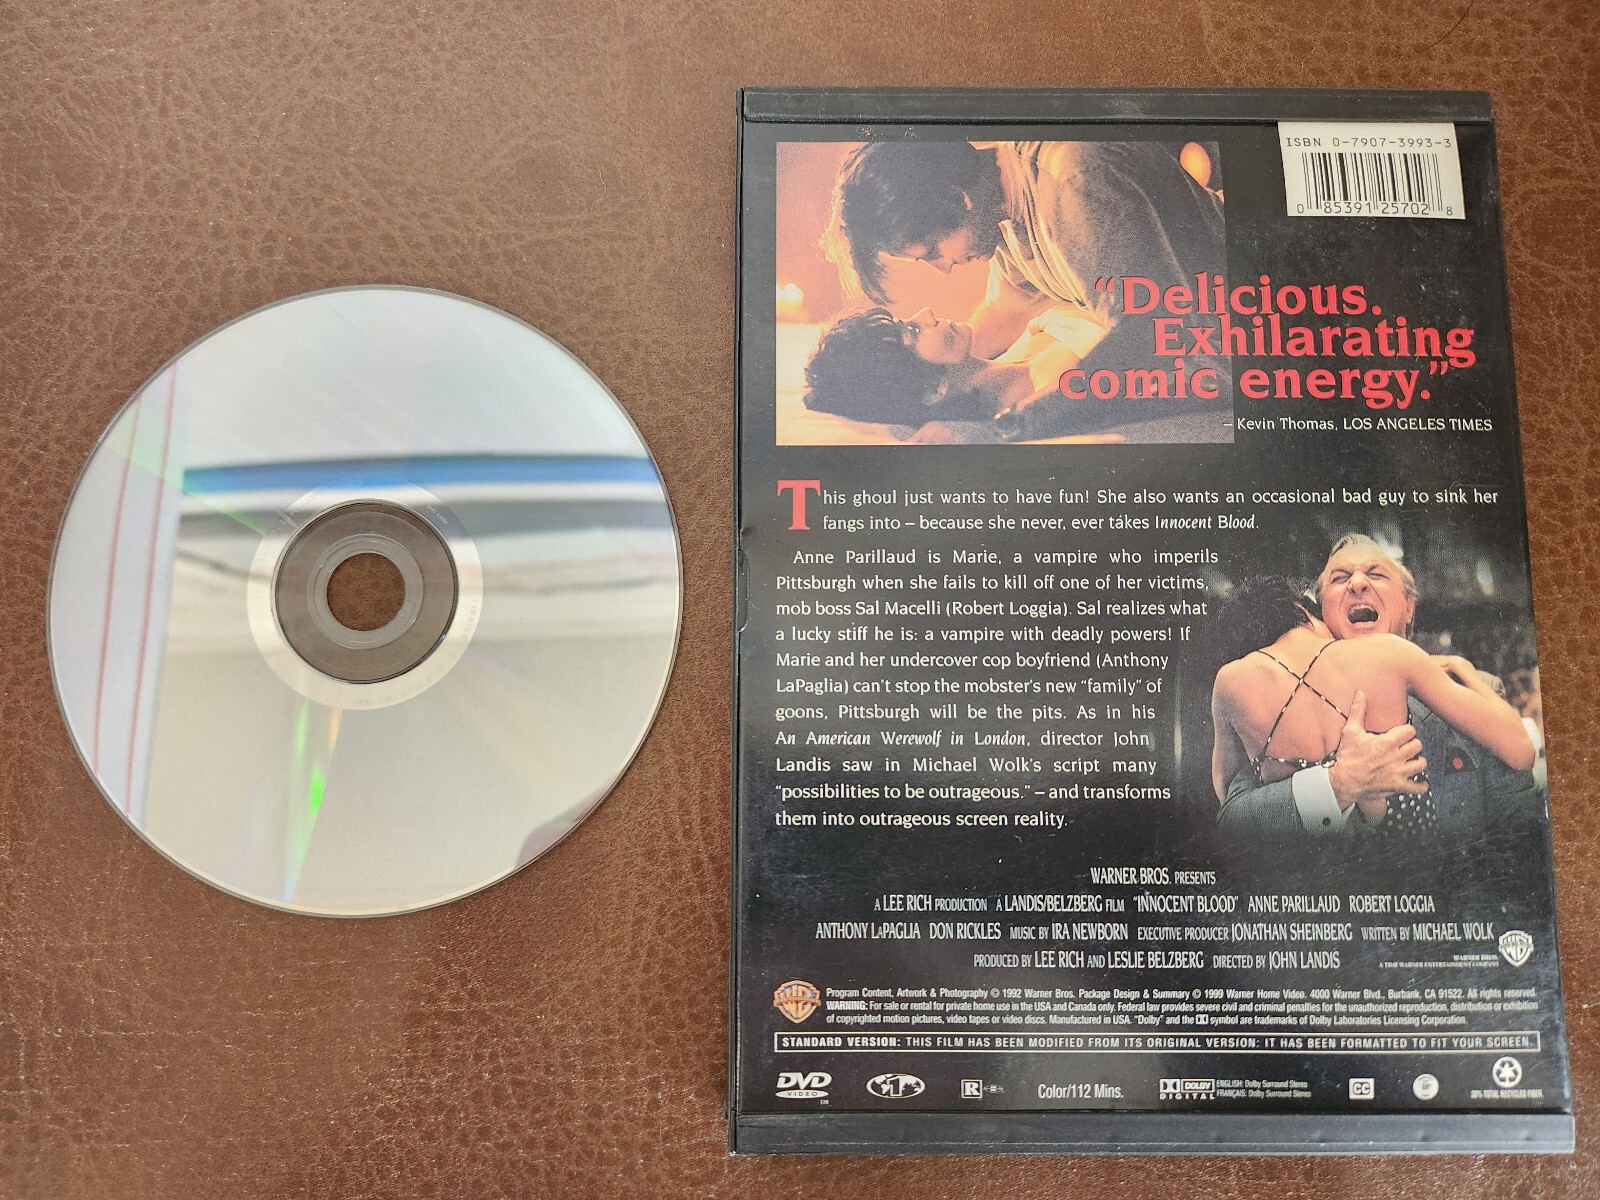 ISBN 0-7907-3993-3
0 85391 25702 8
“Delicious.
Exhilarating
comic energy.”
– Kevin Thomas, LOS ANGELES TIMES
This ghoul just wants to have fun! She also wants an occasional bad guy to sink her
fangs into – because she never, ever takes Innocent Blood.
Anne Parillaud is Marie, a vampire who imperils
Pittsburgh when she fails to kill off one of her victims,
mob boss Sal Macelli (Robert Loggia). Sal realizes what
a lucky stiff he is: a vampire with deadly powers! If
Marie and her undercover cop boyfriend (Anthony
LaPaglia) can't stop the mobster's new “family” of
goons, Pittsburgh will be the pits. As in his
An American Werewolf in London, director John
Landis saw in Michael Wolk's script many
“possibilities to be outrageous.” – and transforms
them into outrageous screen reality.
WARNER BROS. PRESENTS
A LEE RICH PRODUCTION A LANDIS/BELZBERG FILM “INNOCENT BLOOD” ANNE PARILLAUD ROBERT LOGGIA
ANTHONY LaPAGLIA DON RICKLES MUSIC BY IRA NEWBORN EXECUTIVE PRODUCER JONATHAN SHEINBERG WRITTEN BY MICHAEL WOLK
PRODUCED BY LEE RICH AND LESLIE BELZBERG DIRECTED BY JOHN LANDIS
WARNER BROS.
A TIME WARNER ENTERTAINMENT COMPANY
Program Content, Artwork & Photography © 1992 Warner Bros. Package Design & Summary © 1999 Warner Home Video. 4000 Warner Blvd., Burbank, CA 91522. All rights reserved.
WARNING: For sale or rental for private home use in the USA and Canada only. Federal law provides severe civil and criminal penalties for the unauthorized reproduction, distribution or exhibition
of copyrighted motion pictures, video tapes or video discs. Manufactured in USA. “Dolby” and the DD symbol are trademarks of Dolby Laboratories Licensing Corporation.
STANDARD VERSION: THIS FILM HAS BEEN MODIFIED FROM ITS ORIGINAL VERSION: IT HAS BEEN FORMATTED TO FIT YOUR SCREEN.
DVD VIDEO TM
1
R
Color/112 Mins.
DOLBY DIGITAL
ENGLISH: Dolby Surround Stereo
FRANÇAIS: Dolby Surround Stereo
CC